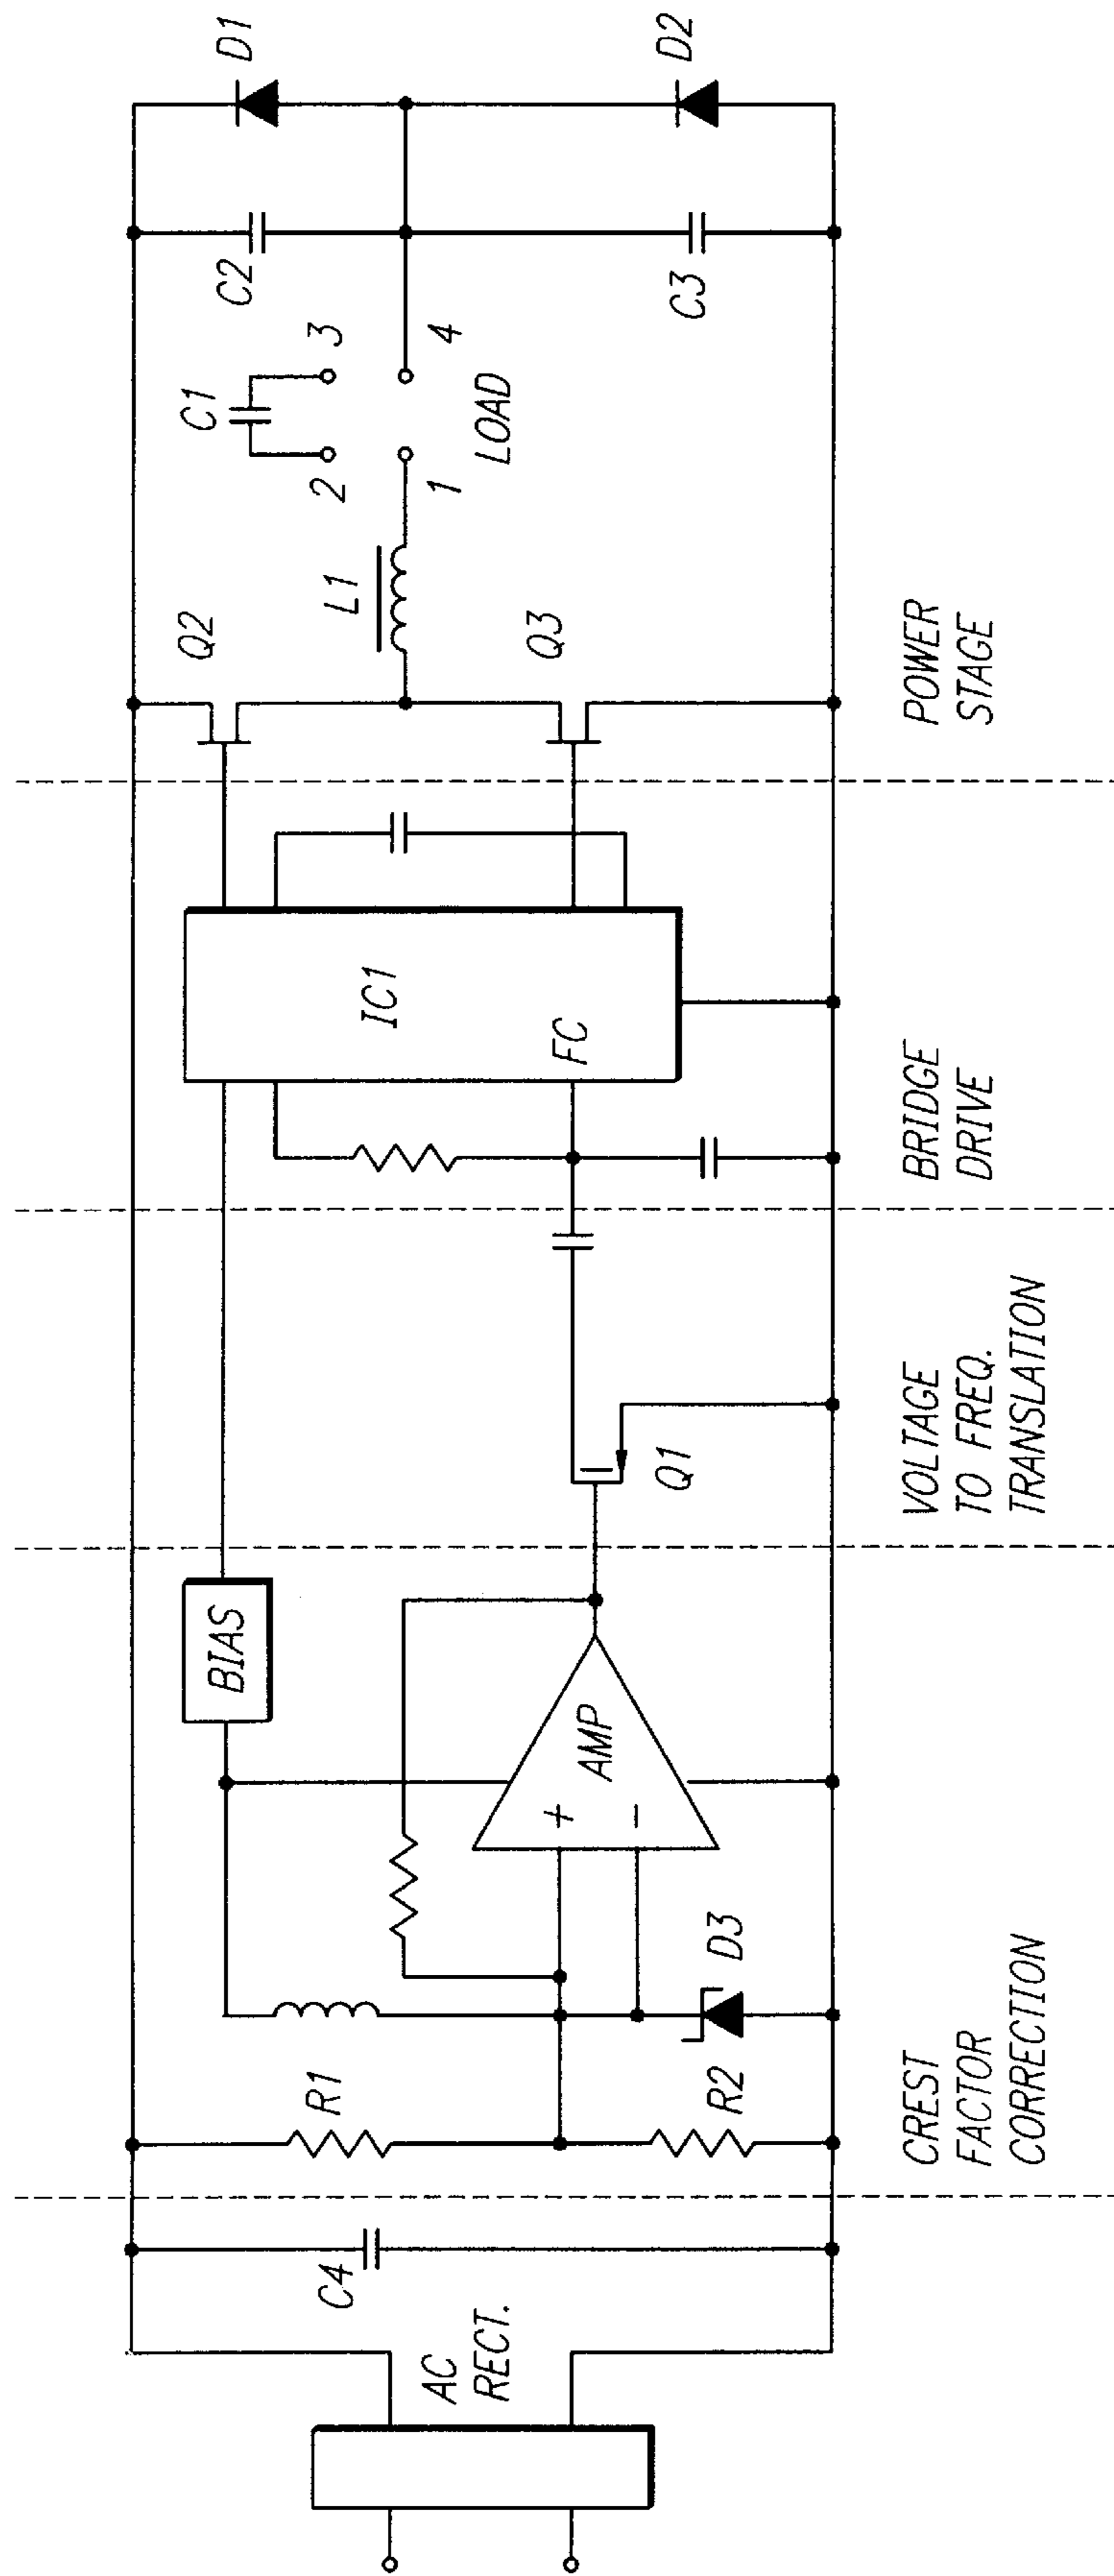 AC
RECT.
C4
R1
R2
D3
+
−
AMP
BIAS
Q1
IC1
FC
Q2
Q3
L1
C1
2
3
1
4
LOAD
C2
C3
D1
D2
CREST
FACTOR
CORRECTION
VOLTAGE
TO FREQ.
TRANSLATION
BRIDGE
DRIVE
POWER
STAGE